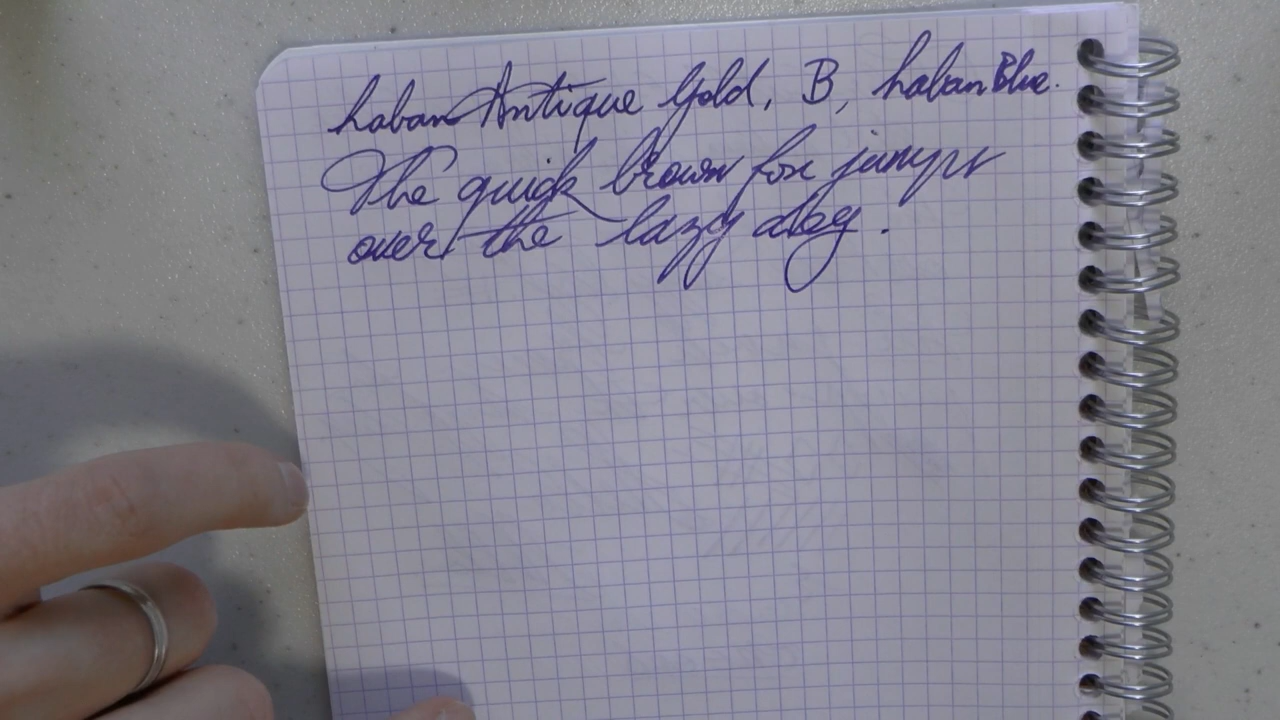 Laban Antique Gold, B, Laban Blue.
The quick brown fox jumps
over the lazy dog.